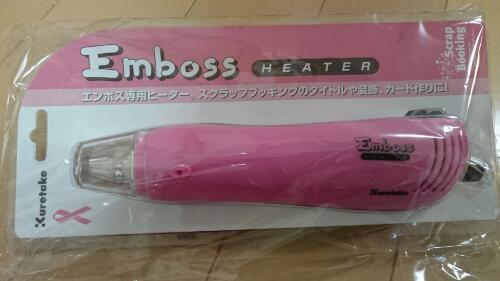 Emboss
HEATER
Scrap
Booking
エンボス専用ヒーター。スクラップブッキングのタイトルや装飾、カード作りに!
Emboss
HEATER
Kuretake
Kuretake